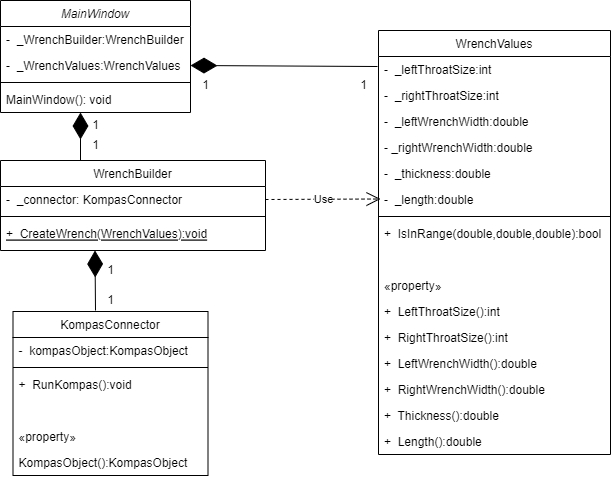 MainWindow
- _WrenchBuilder:WrenchBuilder
- _WrenchValues:WrenchValues
MainWindow(): void
1
1
1
1
WrenchBuilder
- _connector: KompasConnector
+ CreateWrench(WrenchValues):void
Use
1
1
KompasConnector
- kompasObject:KompasObject
+ RunKompas():void
«property»
KompasObject():KompasObject
WrenchValues
- _leftThroatSize:int
- _rightThroatSize:int
- _leftWrenchWidth:double
- _rightWrenchWidth:double
- _thickness:double
- _length:double
+ IsInRange(double,double,double):bool
«property»
+ LeftThroatSize():int
+ RightThroatSize():int
+ LeftWrenchWidth():double
+ RightWrenchWidth():double
+ Thickness():double
+ Length():double